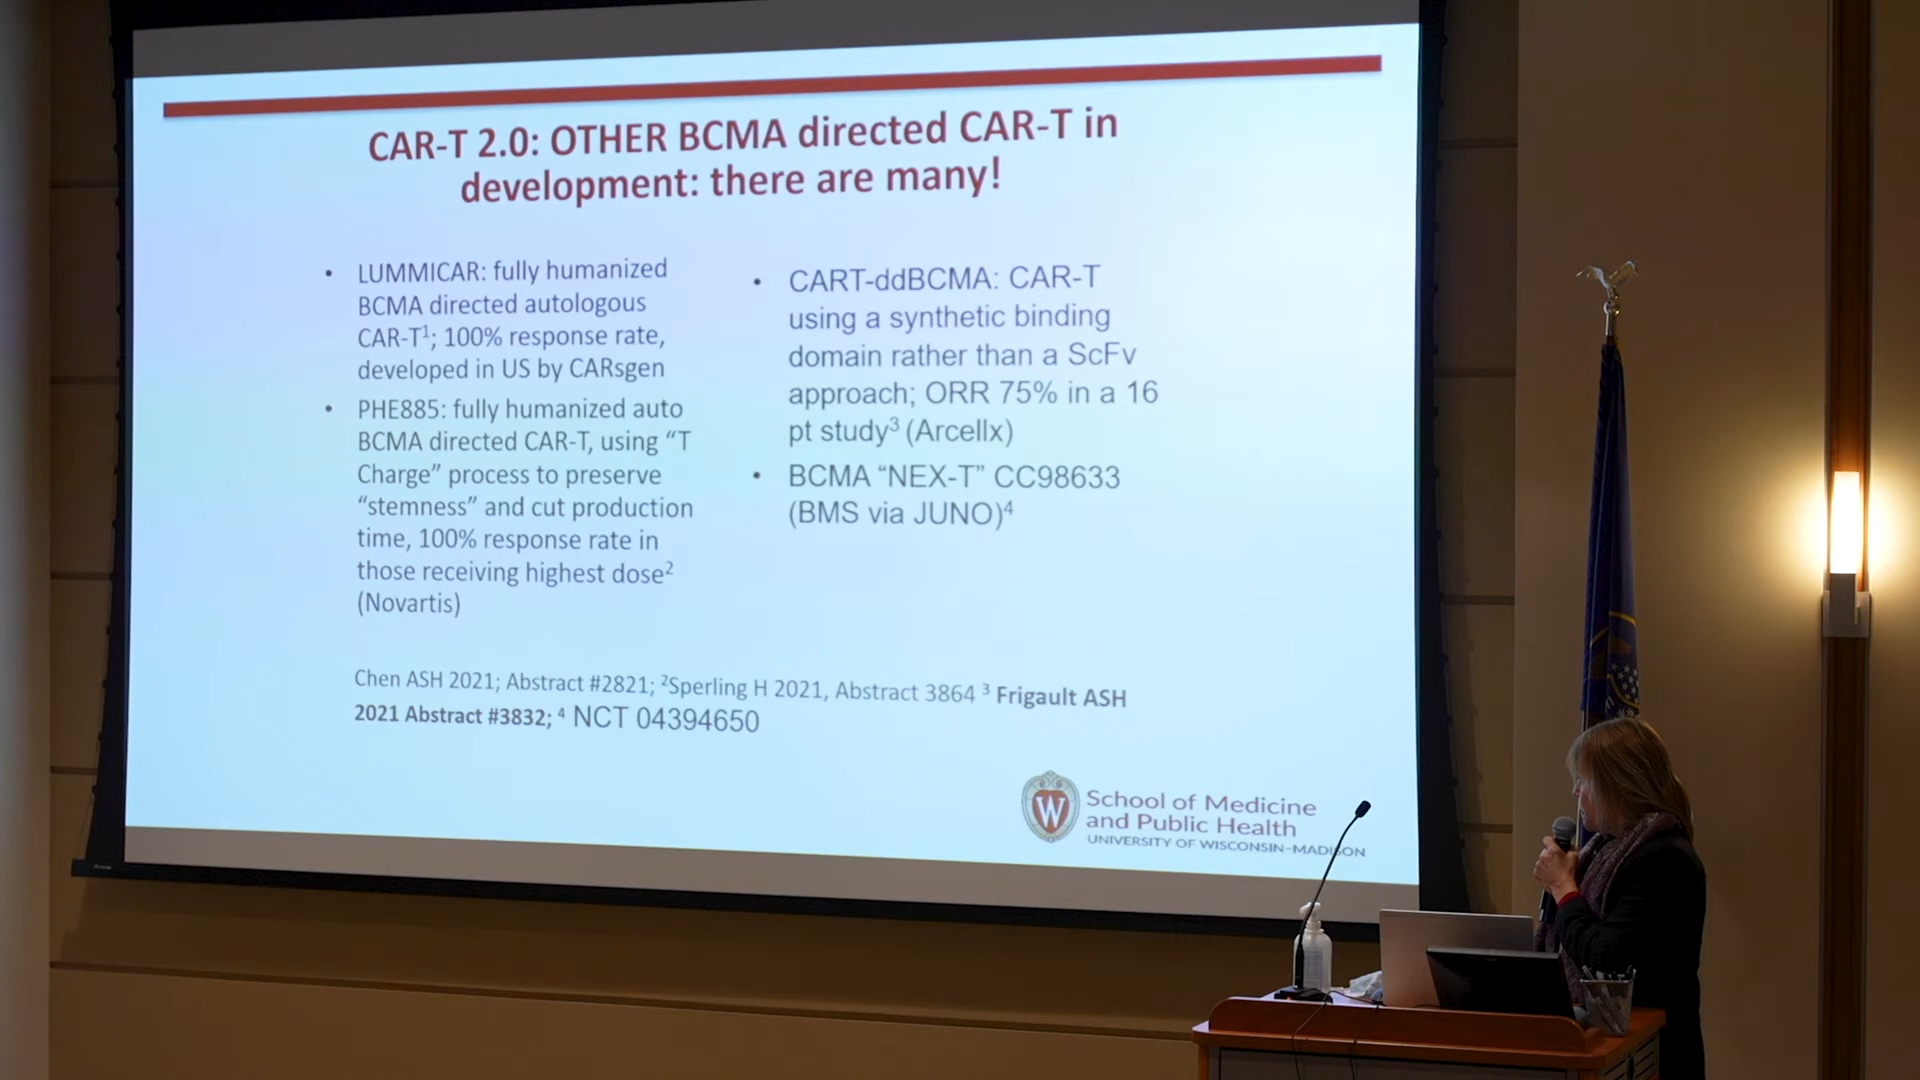 CAR-T 2.0: OTHER BCMA directed CAR-T in
development: there are many!
• LUMMICAR: fully humanized
BCMA directed autologous
CAR-T¹; 100% response rate,
developed in US by CARsgen
• PHE885: fully humanized auto
BCMA directed CAR-T, using “T
Charge” process to preserve
“stemness” and cut production
time, 100% response rate in
those receiving highest dose²
(Novartis)
• CART-ddBCMA: CAR-T
using a synthetic binding
domain rather than a ScFv
approach; ORR 75% in a 16
pt study³ (Arcellx)
• BCMA “NEX-T” CC98633
(BMS via JUNO)⁴
Chen ASH 2021; Abstract #2821; ²Sperling H 2021, Abstract 3864 ³ Frigault ASH
2021 Abstract #3832; ⁴ NCT 04394650
W
School of Medicine
and Public Health
UNIVERSITY OF WISCONSIN–MADISON